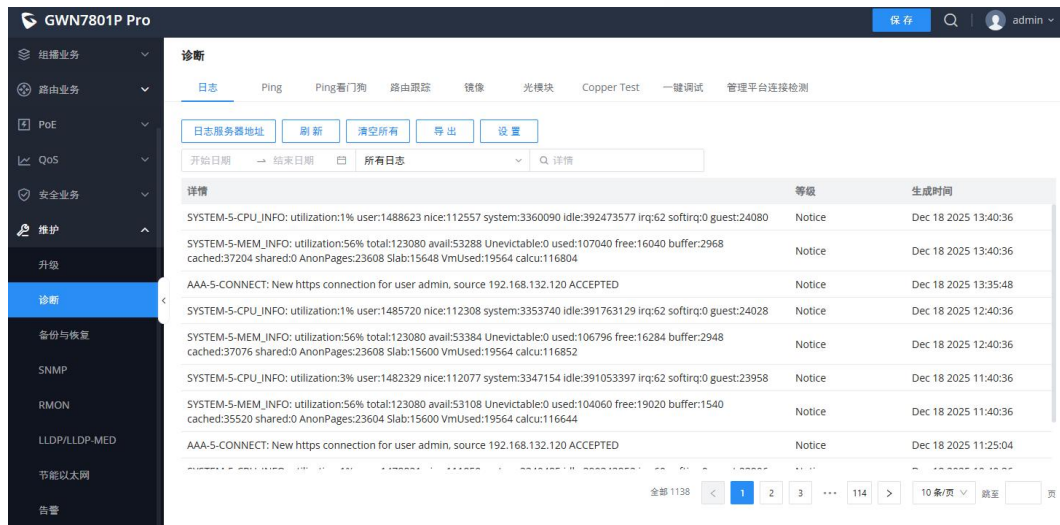 GWN7801P Pro
保存
admin
组播业务
路由业务
PoE
QoS
安全业务
维护
升级
诊断
备份与恢复
SNMP
RMON
LLDP/LLDP-MED
节能以太网
告警
诊断
日志 Ping Ping看门狗 路由跟踪 镜像 光模块 Copper Test 一键调试 管理平台连接检测
日志服务器地址 刷新 清空所有 导出 设置
开始日期 → 结束日期 所有日志 详情
详情 等级 生成时间
SYSTEM-5-CPU_INFO: utilization:1% user:1488623 nice:112557 system:3360090 idle:392473577 irq:62 softirq:0 guest:24080 Notice Dec 18 2025 13:40:36
SYSTEM-5-MEM_INFO: utilization:56% total:123080 avail:53288 Unevictable:0 used:107040 free:16040 buffer:2968
cached:37204 shared:0 AnonPages:23608 Slab:15648 VmUsed:19564 calcu:116804 Notice Dec 18 2025 13:40:36
AAA-5-CONNECT: New https connection for user admin, source 192.168.132.120 ACCEPTED Notice Dec 18 2025 13:35:48
SYSTEM-5-CPU_INFO: utilization:1% user:1485720 nice:112308 system:3353740 idle:391763129 irq:62 softirq:0 guest:24028 Notice Dec 18 2025 12:40:36
SYSTEM-5-MEM_INFO: utilization:56% total:123080 avail:53384 Unevictable:0 used:106796 free:16284 buffer:2948
cached:37076 shared:0 AnonPages:23608 Slab:15600 VmUsed:19564 calcu:116852 Notice Dec 18 2025 12:40:36
SYSTEM-5-CPU_INFO: utilization:3% user:1482329 nice:112077 system:3347154 idle:391053397 irq:62 softirq:0 guest:23958 Notice Dec 18 2025 11:40:36
SYSTEM-5-MEM_INFO: utilization:56% total:123080 avail:53108 Unevictable:0 used:104060 free:19020 buffer:1540
cached:35520 shared:0 AnonPages:23604 Slab:15600 VmUsed:19564 calcu:116644 Notice Dec 18 2025 11:40:36
AAA-5-CONNECT: New https connection for user admin, source 192.168.132.120 ACCEPTED Notice Dec 18 2025 11:25:04
全部 1138 < 1 2 3 ••• 114 > 10 条/页 跳至 页